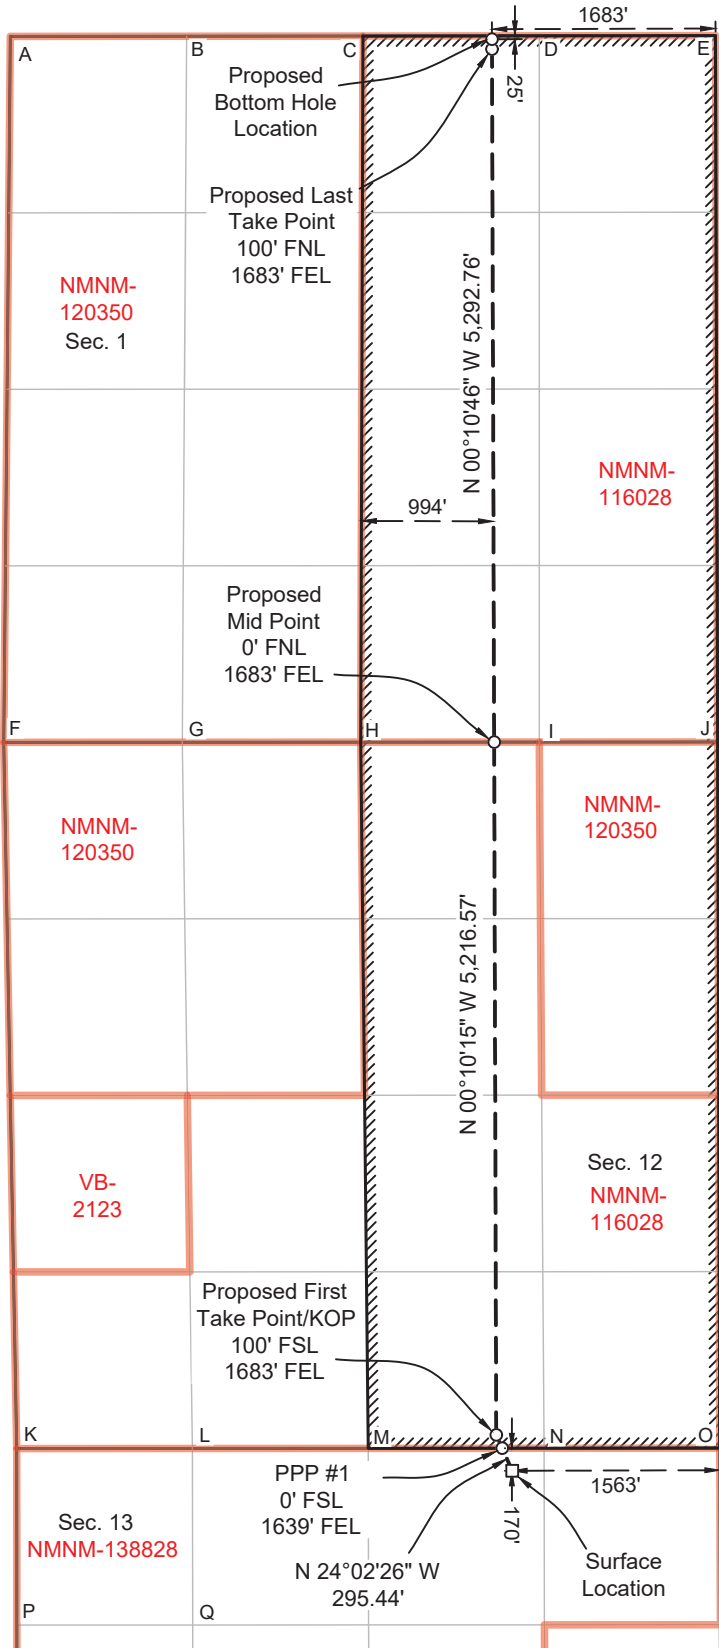 1683'
A
B
C
D
E
Proposed
Bottom Hole
Location
25'
Proposed Last
Take Point
100' FNL
1683' FEL
NMNM-
120350
Sec. 1
N 00°10'46" W 5,292.76'
NMNM-
116028
994'
Proposed
Mid Point
0' FNL
1683' FEL
F
G
H
I
J
NMNM-
120350
NMNM-
120350
N 00°10'15" W 5,216.57'
VB-
2123
Sec. 12
NMNM-
116028
Proposed First
Take Point/KOP
100' FSL
1683' FEL
K
L
M
N
O
PPP #1
0' FSL
1639' FEL
1563'
170'
Sec. 13
NMNM-138828
N 24°02'26" W
295.44'
Surface
Location
P
Q